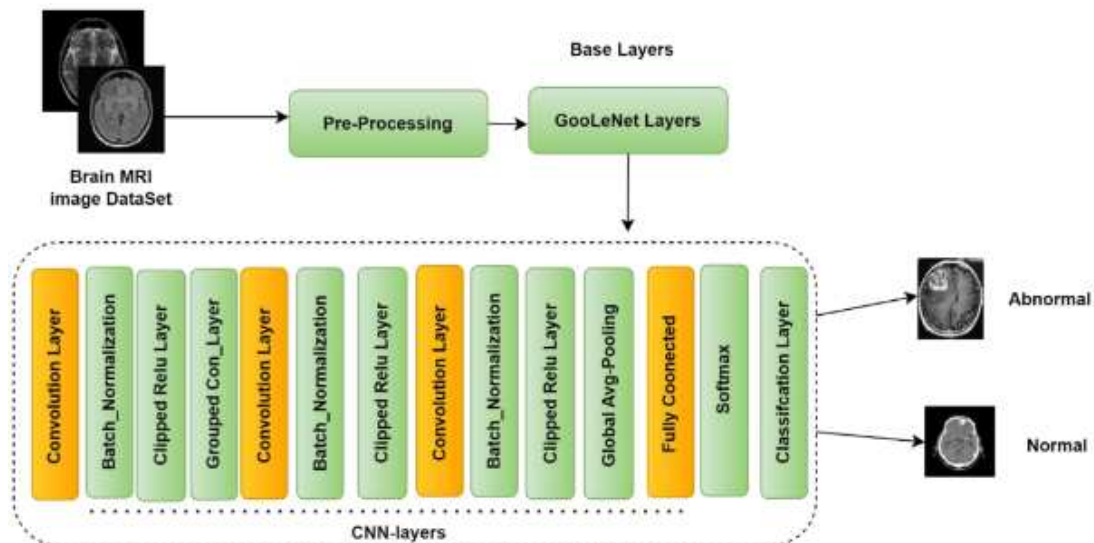 Base Layers
Pre-Processing
GooLeNet Layers
Brain MRI
image DataSet
Convolution Layer
Batch_Normalization
Clipped Relu Layer
Grouped Con_Layer
Convolution Layer
Batch_Normalization
Clipped Relu Layer
Convolution Layer
Batch_Normalization
Clipped Relu Layer
Global Avg-Pooling
Fully Coonected
Softmax
Classifcation Layer
Abnormal
Normal
CNN-layers